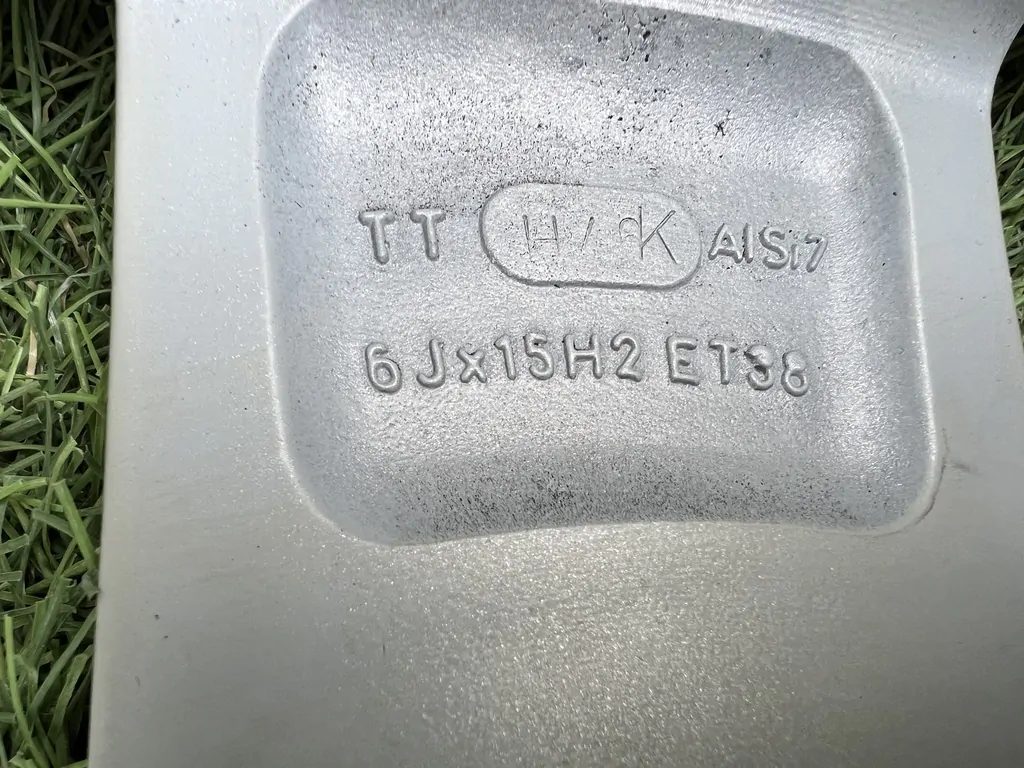 TT AlSi7
6Jx15H2 ET38